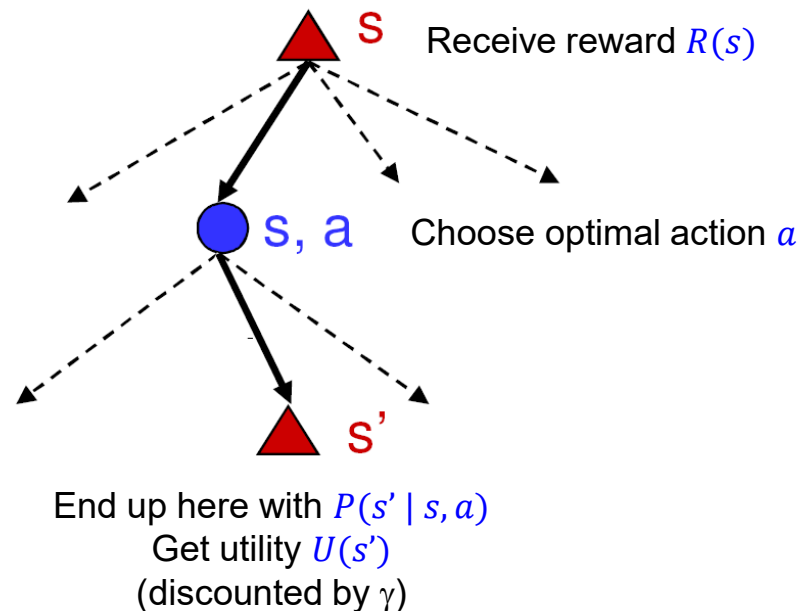 s
Receive reward R(s)
s, a
Choose optimal action a
s’
End up here with P(s’ | s, a)
Get utility U(s’)
(discounted by γ)